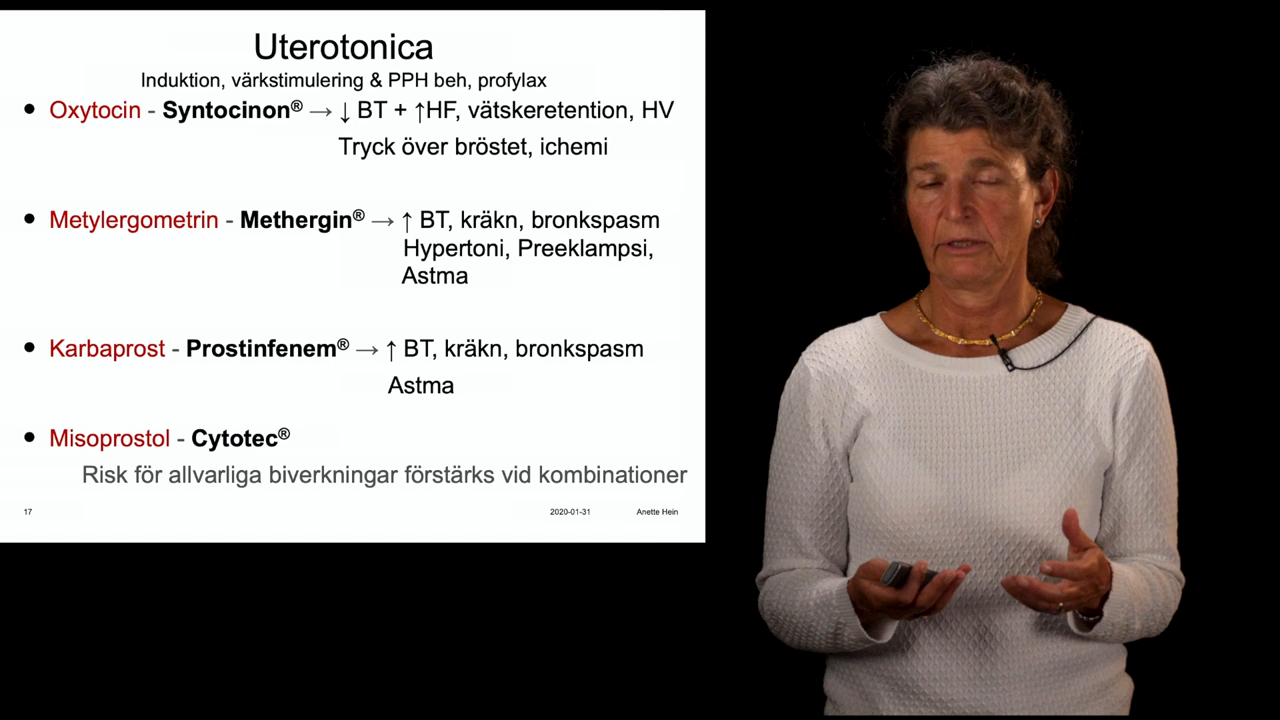 Uterotonica
Induktion, värkstimulering & PPH beh, profylax
• Oxytocin - Syntocinon® → ↓ BT + ↑HF, vätskeretention, HV
Tryck över bröstet, ichemi
• Metylergometrin - Methergin® → ↑ BT, kräkn, bronkspasm
Hypertoni, Preeklampsi,
Astma
• Karbaprost - Prostinfenem® → ↑ BT, kräkn, bronkspasm
Astma
• Misoprostol - Cytotec®
Risk för allvarliga biverkningar förstärks vid kombinationer
17 2020-01-31 Anette Hein